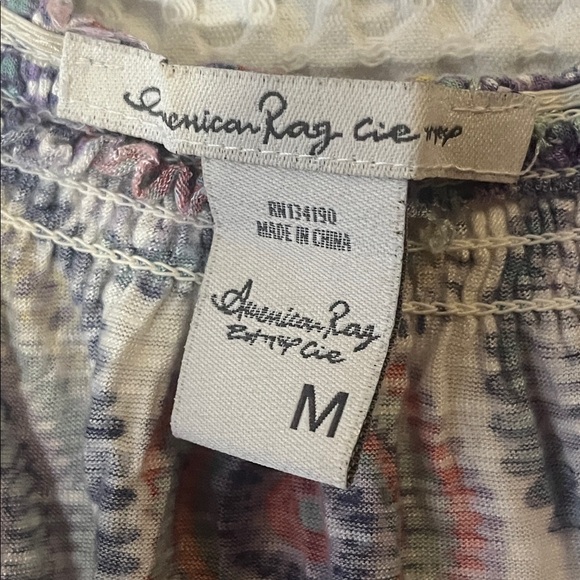 American Rag Cie
RN134190
MADE IN CHINA
American Rag
Cie
M